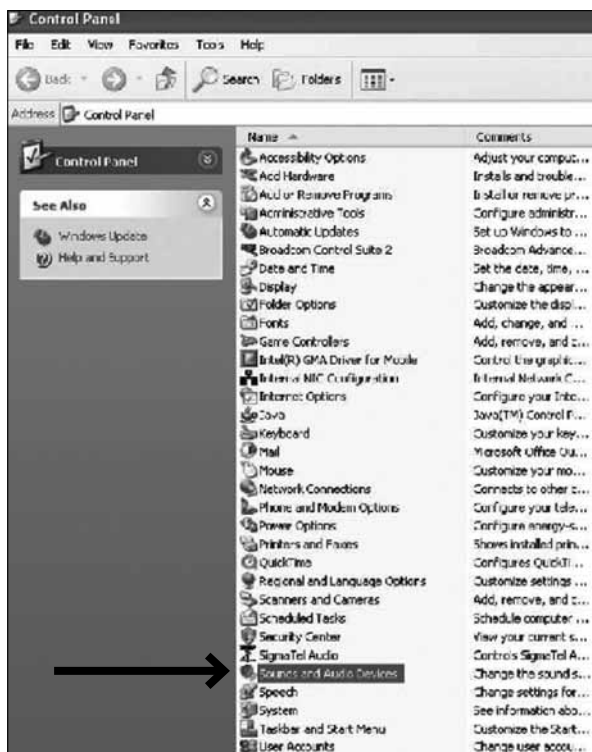 Control Panel
File Edit View Favorites Tools Help
Back Search Folders
Address Control Panel
Control Panel
See Also
Windows Update
Help and Support
Name Comments
Accessibility Options Adjust your comput...
Add Hardware Installs and trouble...
Add or Remove Programs Install or remove pr...
Administrative Tools Configure administr...
Automatic Updates Set up Windows to ...
Broadcom Control Suite 2 Broadcom Advance...
Date and Time Set the date, time, ...
Display Change the appear...
Folder Options Customize the displ...
Fonts Add, change, and ...
Game Controllers Add, remove, and c...
Intel(R) GMA Driver for Mobile Control the graphic...
Internal NIC Configuration Internal Network C...
Internet Options Configure your Inte...
Java Java(TM) Control P...
Keyboard Customize your key...
Mail Microsoft Office Ou...
Mouse Customize your mo...
Network Connections Connects to other c...
Phone and Modem Options Configure your tele...
Power Options Configure energy-s...
Printers and Faxes Shows installed prin...
QuickTime Configures QuickTi...
Regional and Language Options Customize settings ...
Scanners and Cameras Add, remove, and c...
Scheduled Tasks Schedule computer ...
Security Center View your current s...
SigmaTel Audio Controls SigmaTel A...
Sounds and Audio Devices Change the sound s...
Speech Change settings for...
System See information abo...
Taskbar and Start Menu Customize the Start...
User Accounts Change user accou...